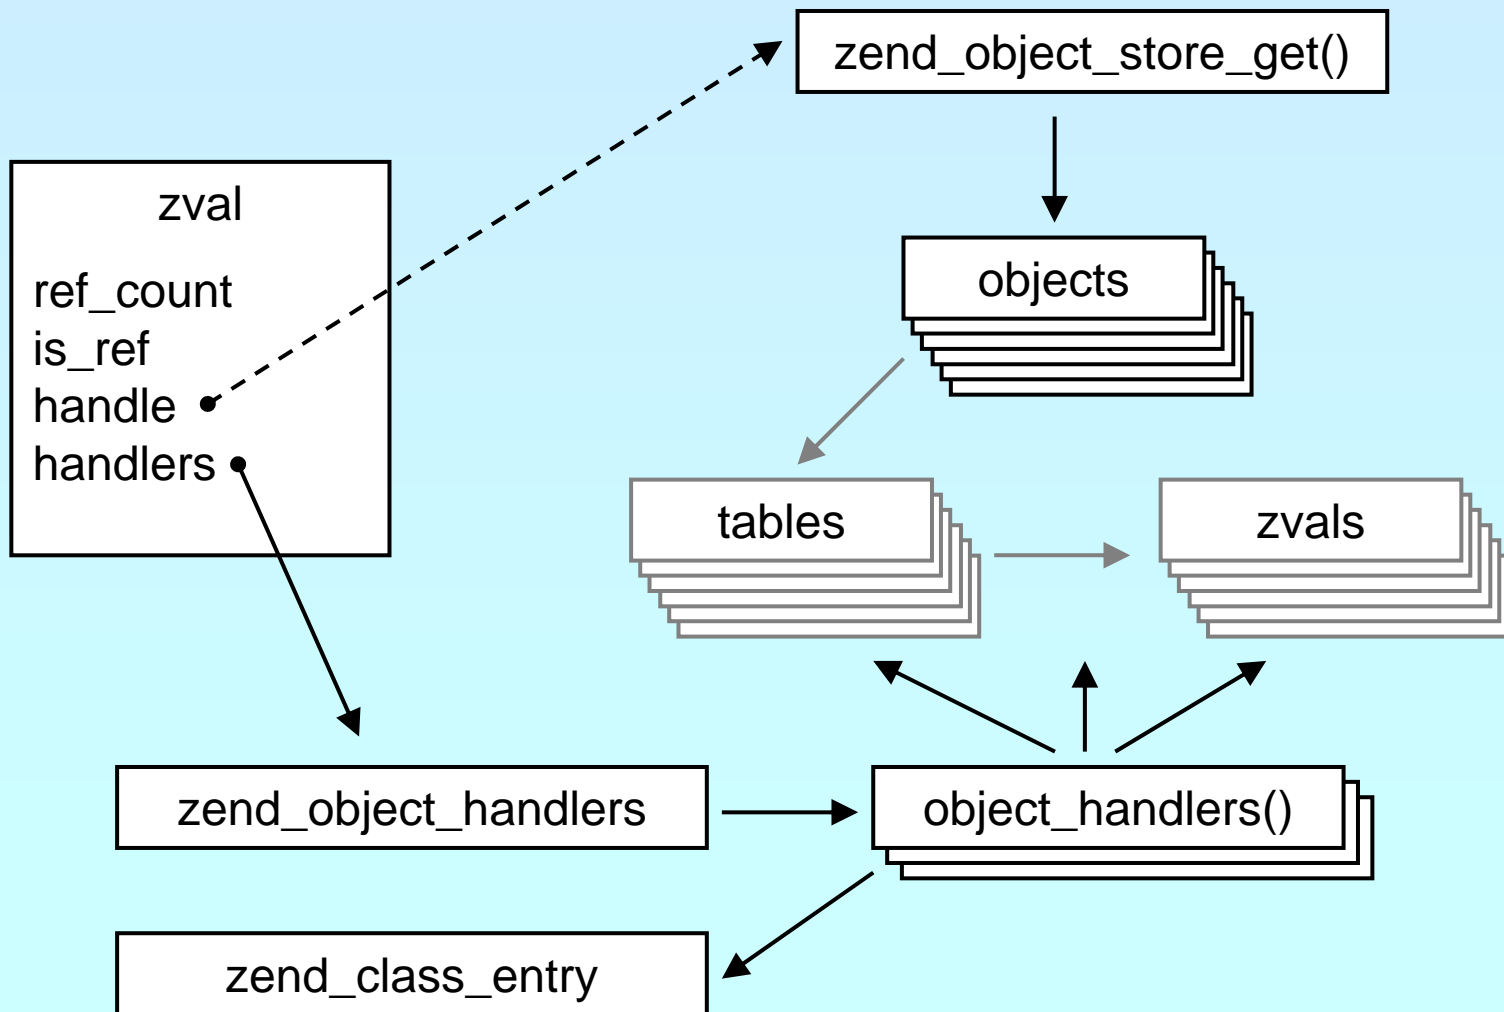 zend_object_store_get()
zval
ref_count
is_ref
handle
handlers
objects
tables
zvals
zend_object_handlers
object_handlers()
zend_class_entry